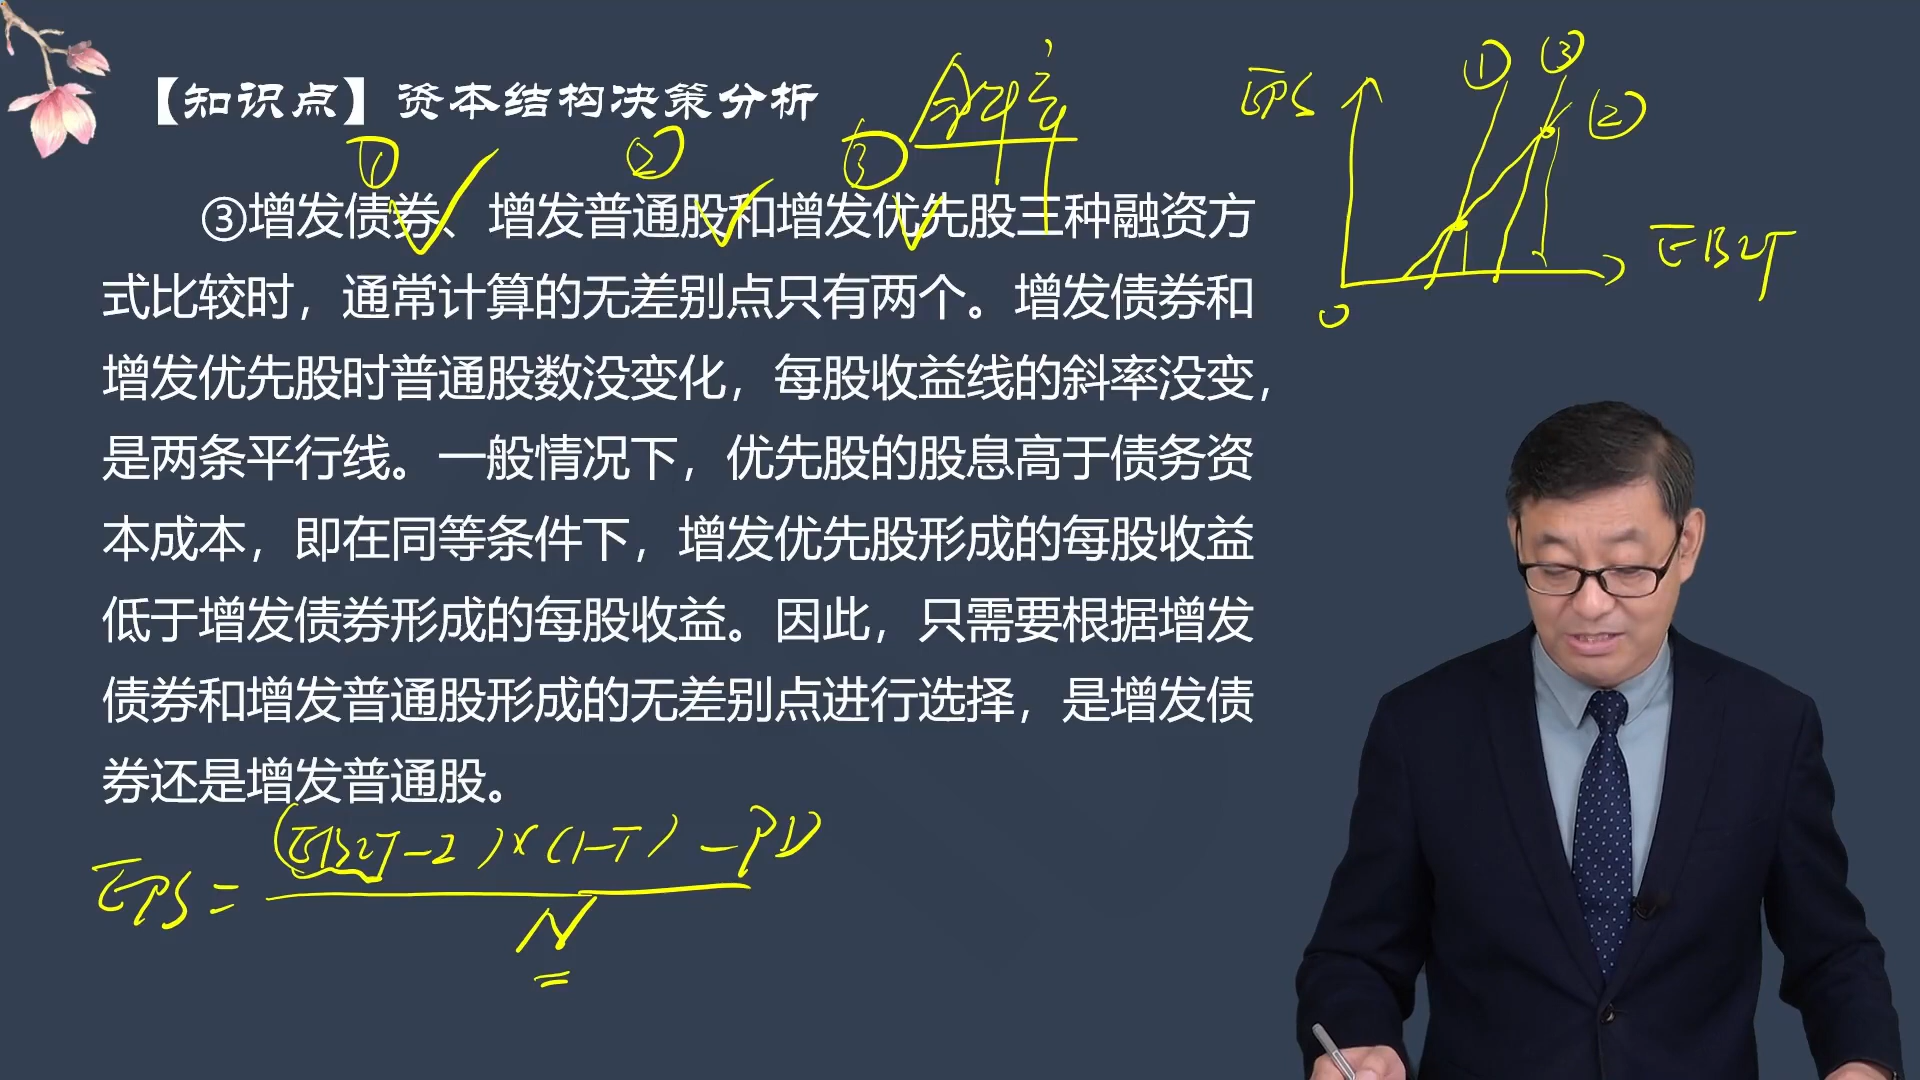 【知识点】资本结构决策分析
① ② ③
③增发债券、增发普通股和增发优先股三种融资方
式比较时，通常计算的无差别点只有两个。增发债券和
增发优先股时普通股数没变化，每股收益线的斜率没变，
是两条平行线。一般情况下，优先股的股息高于债务资
本成本，即在同等条件下，增发优先股形成的每股收益
低于增发债券形成的每股收益。因此，只需要根据增发
债券和增发普通股形成的无差别点进行选择，是增发债
券还是增发普通股。
EPS = (EBIT-I)×(1-T)-PD
N
EPS ① ③
②
EBIT
0